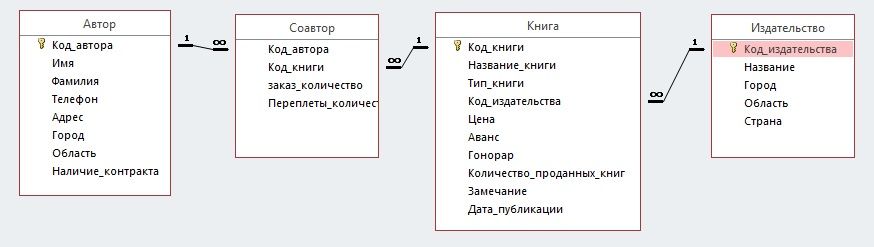 Автор
Код_автора
Имя
Фамилия
Телефон
Адрес
Город
Область
Наличие_контракта
1
∞
Соавтор
Код_автора
Код_книги
заказ_количество
Переплеты_количест
∞
1
Книга
Код_книги
Название_книги
Тип_книги
Код_издательства
Цена
Аванс
Гонорар
Количество_проданных_книг
Замечание
Дата_публикации
∞
1
Издательство
Код_издательства
Название
Город
Область
Страна